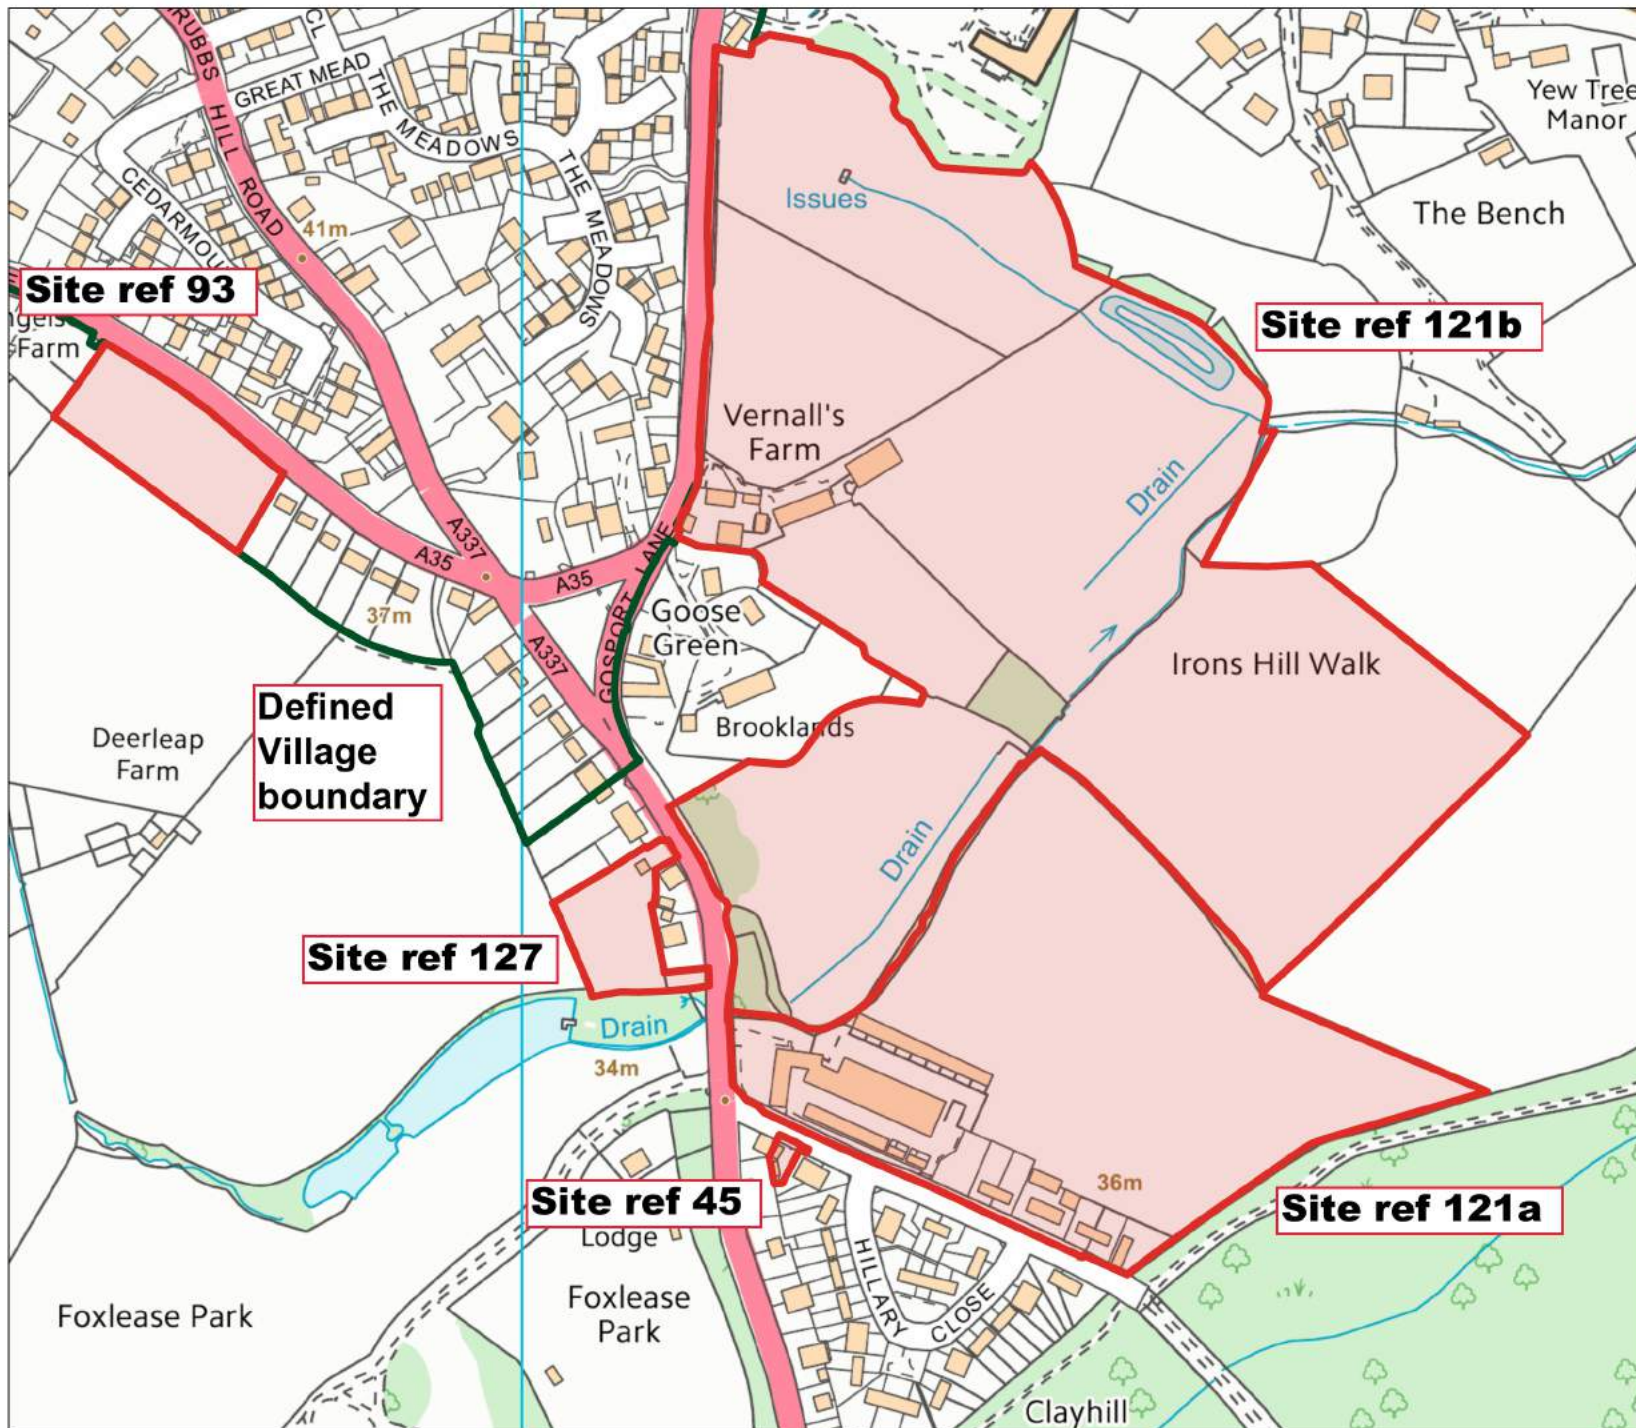 RUBBS HILL ROAD
CL
GREAT MEAD
THE MEADOWS
THE MEADOWS
CEDARMOU
41m
Site ref 93
Farm
Issues
Yew Tree
Manor
The Bench
Site ref 121b
Vernall's
Farm
Drain
A337
A35
A35
GOSPORT LANE
37m
A337
Goose
Green
Irons Hill Walk
Brooklands
Defined
Village
boundary
Deerleap
Farm
Drain
Site ref 127
Drain
34m
36m
Site ref 45
Site ref 121a
Lodge
HILLARY CLOSE
Foxlease Park
Foxlease
Park
Clayhill